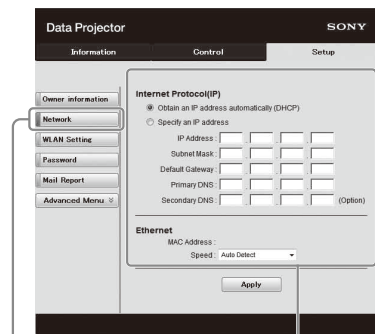 Data Projector
SONY
Information
Control
Setup
Owner information
Network
WLAN Setting
Password
Mail Report
Advanced Menu
Internet Protocol(IP)
Obtain an IP address automatically (DHCP)
Specify an IP address
IP Address :
Subnet Mask :
Default Gateway :
Primary DNS :
Secondary DNS :
(Option)
Ethernet
MAC Address :
Speed : Auto Detect
Apply